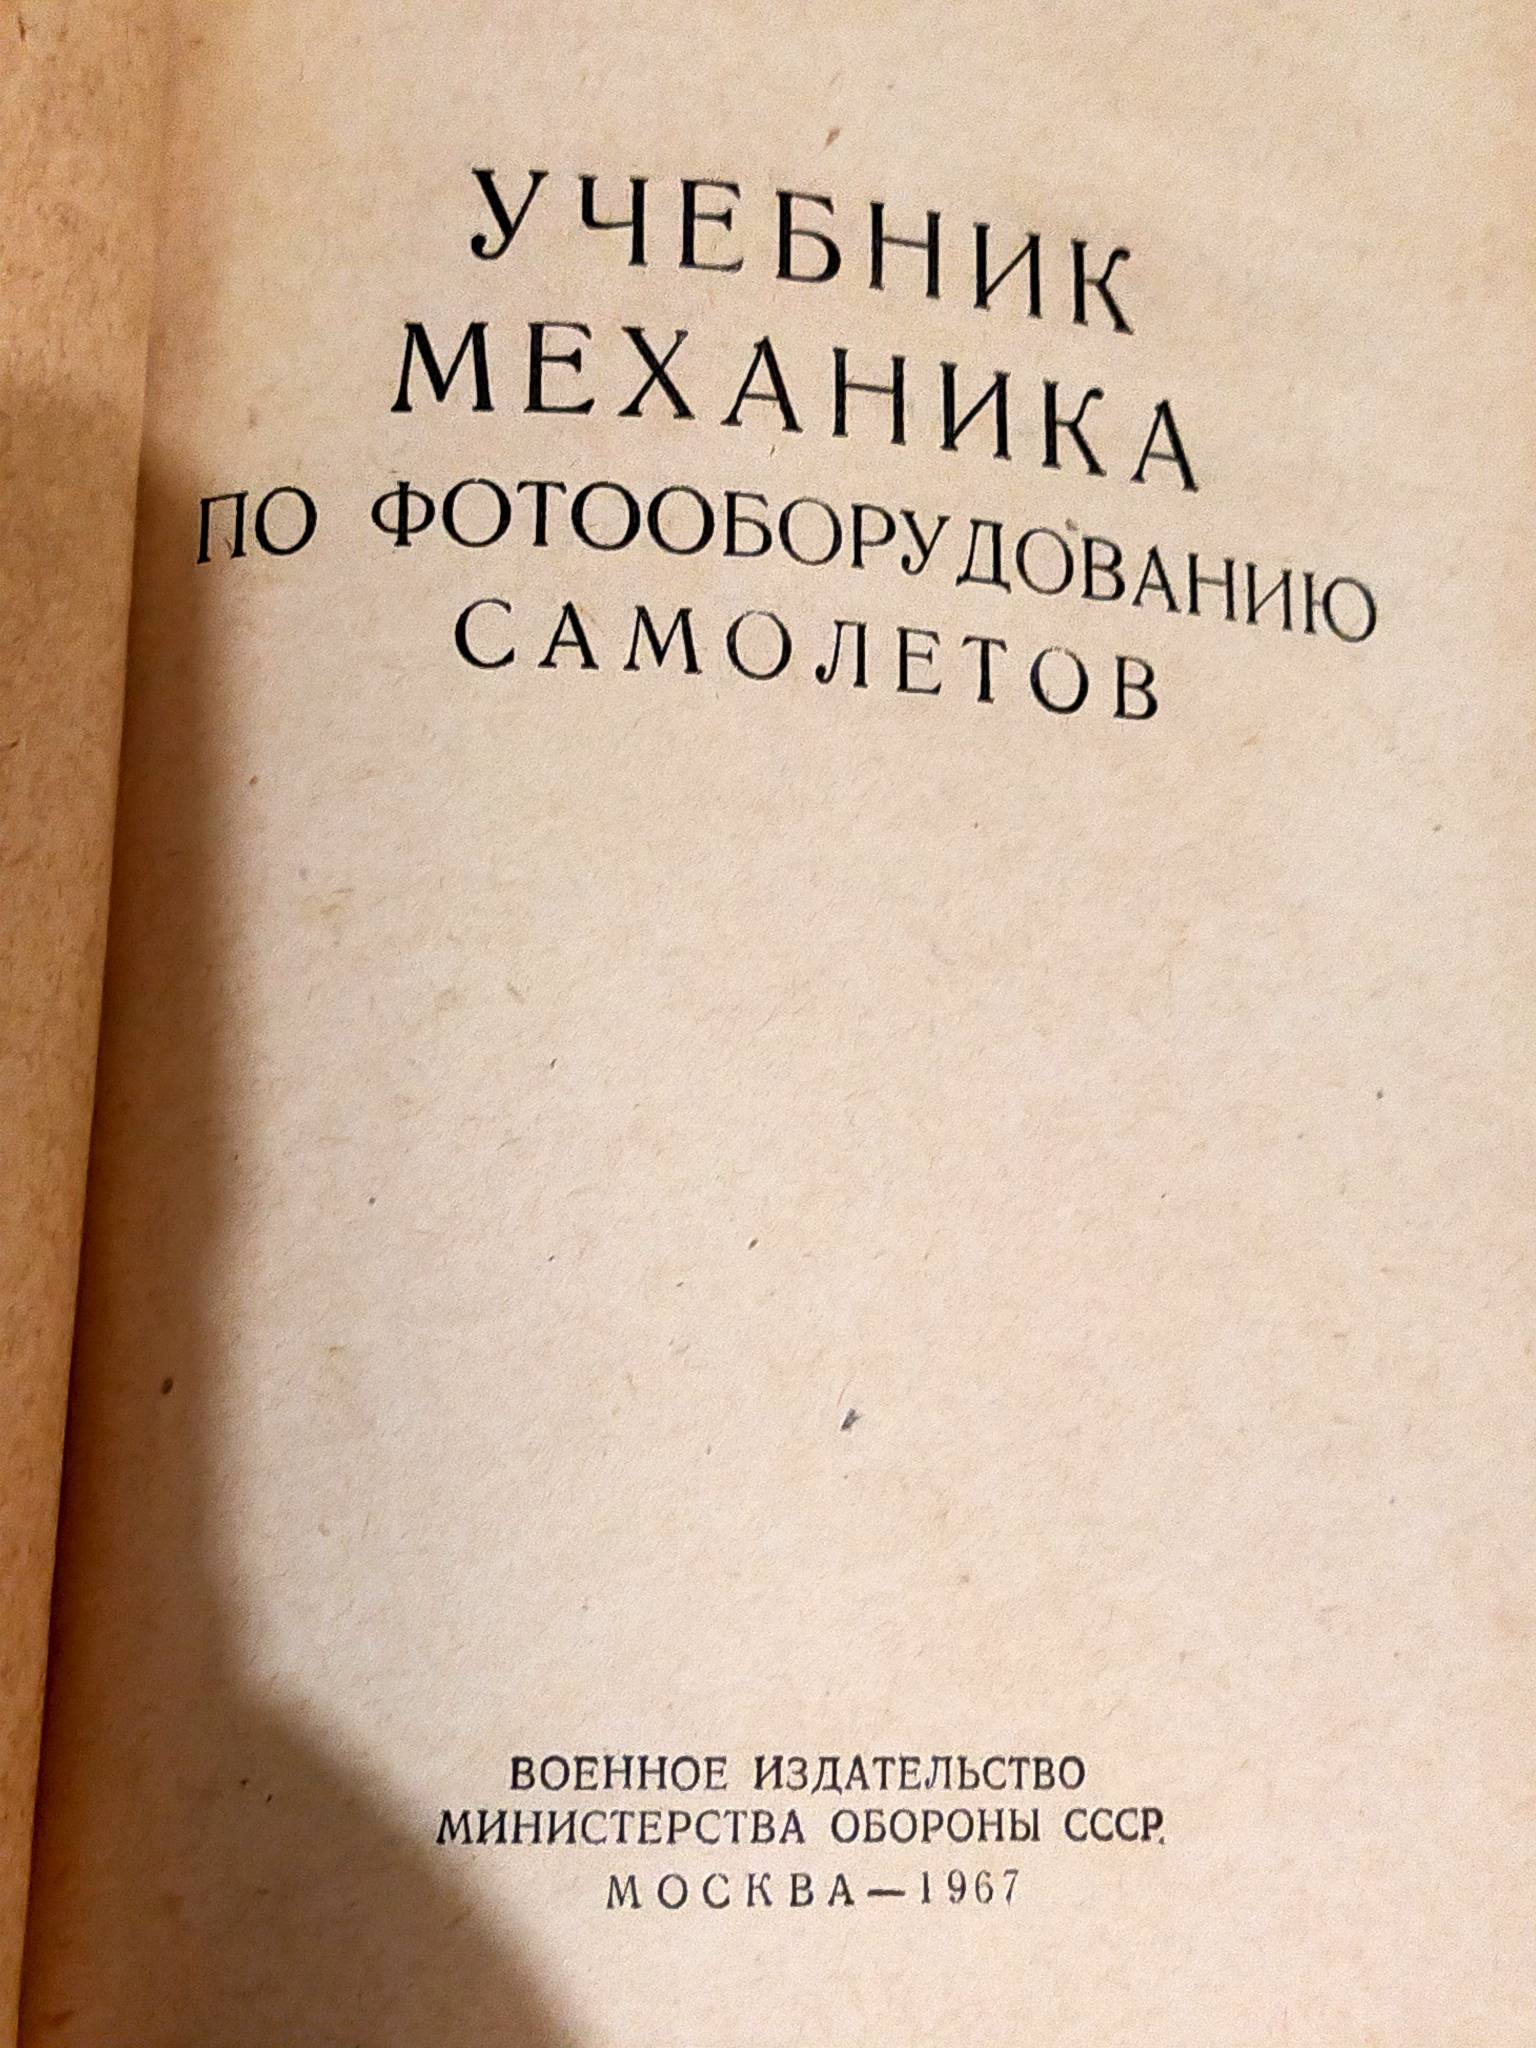 УЧЕБНИК
МЕХАНИКА
ПО ФОТООБОРУДОВАНИЮ
САМОЛЕТОВ
ВОЕННОЕ ИЗДАТЕЛЬСТВО
МИНИСТЕРСТВА ОБОРОНЫ СССР
МОСКВА—1967